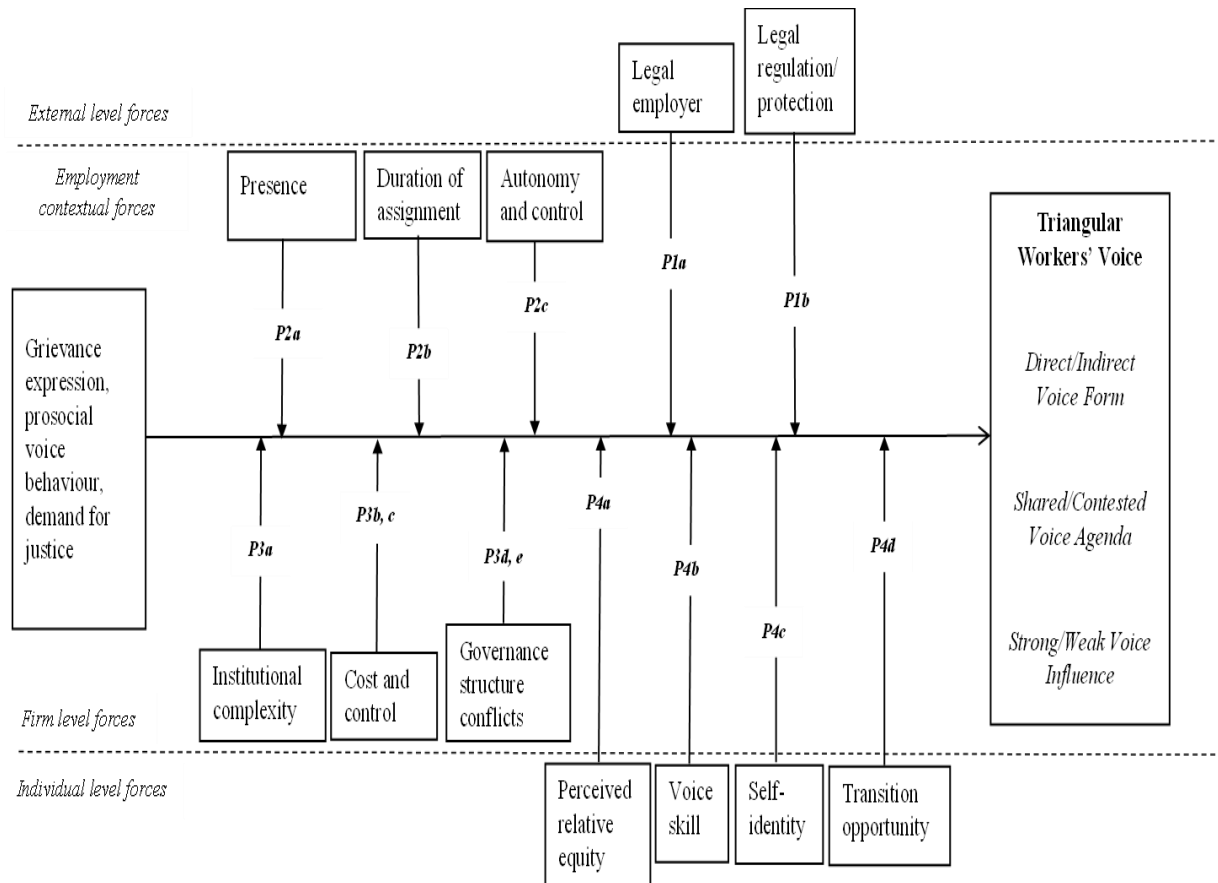 Legal
regulation/
protection
Legal
employer
External level forces
Employment
contextual forces
Presence
Duration of
assignment
Autonomy
and control
P1a
P1b
P2a
P2b
P2c
Grievance
expression,
prosocial
voice
behaviour,
demand for
justice
Triangular
Workers’ Voice
Direct/Indirect
Voice Form
Shared/Contested
Voice Agenda
Strong/Weak Voice
Influence
P3a
P3b, c
P3d, e
P4a
P4b
P4c
P4d
Institutional
complexity
Cost and
control
Governance
structure
conflicts
Firm level forces
Individual level forces
Perceived
relative
equity
Voice
skill
Self-
identity
Transition
opportunity